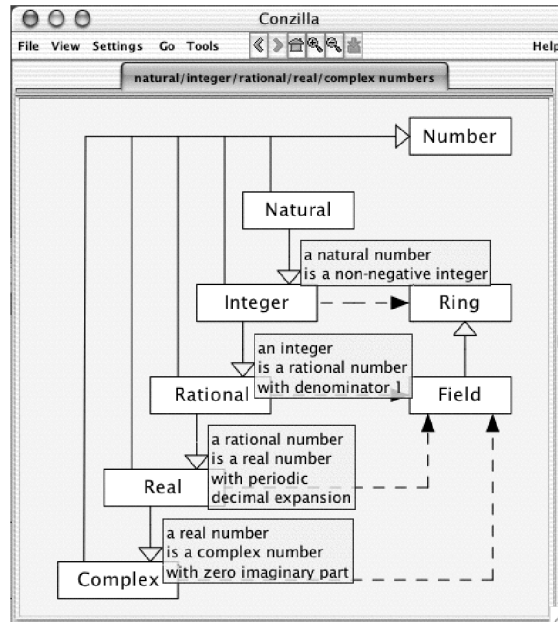 Conzilla
File View Settings Go Tools Help
natural/integer/rational/real/complex numbers
Number
Natural
a natural number
is a non-negative integer
Integer
Ring
an integer
is a rational number
with denominator 1
Rational
Field
a rational number
is a real number
with periodic
decimal expansion
Real
a real number
is a complex number
with zero imaginary part
Complex